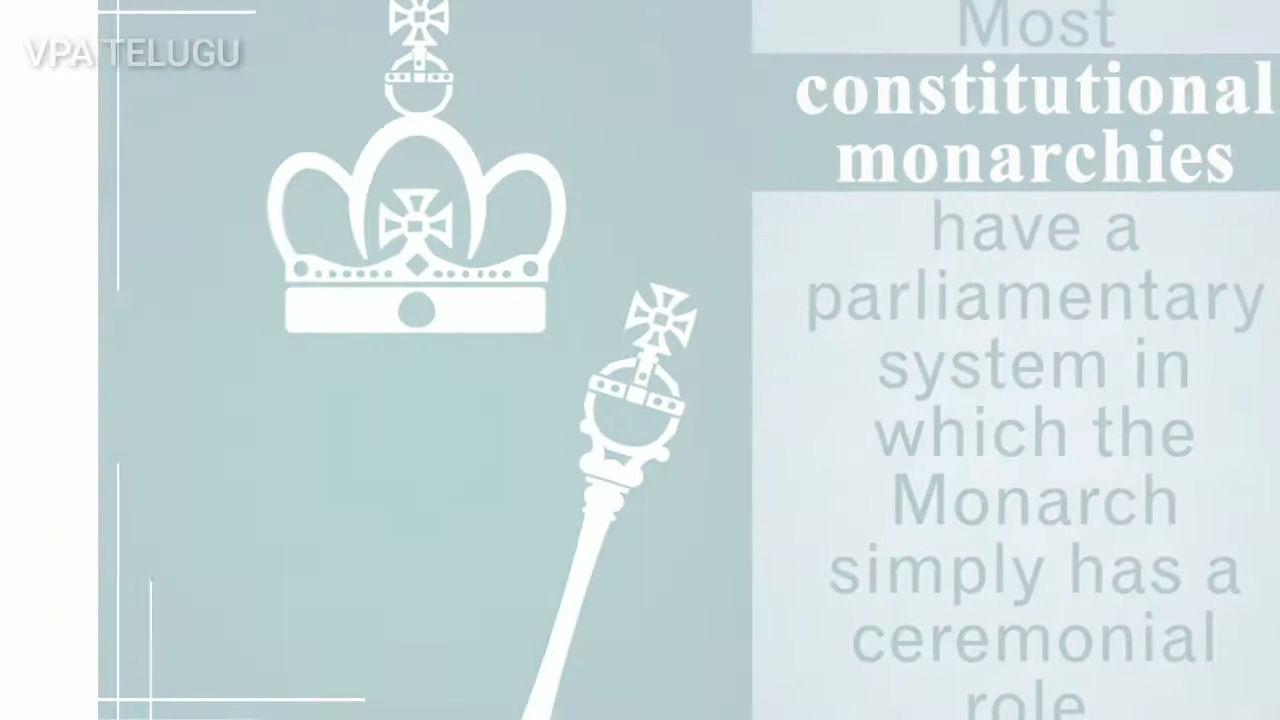 VPA TELUGU
Most
constitutional
monarchies
have a
parliamentary
system in
which the
Monarch
simply has a
ceremonial
role